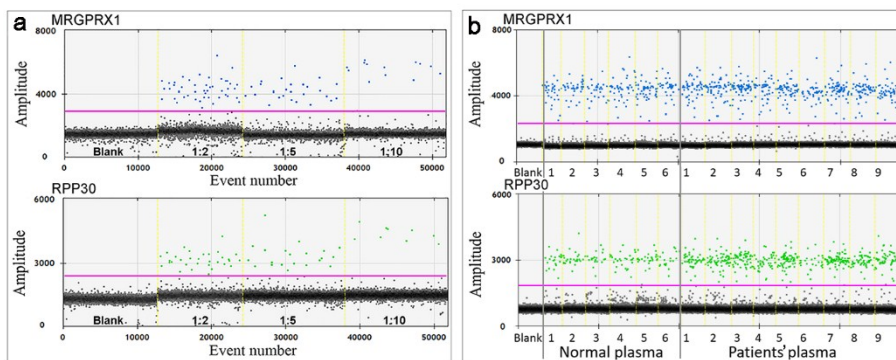 a
MRGPRX1
8000
4000
0
Amplitude
Blank 1:2 1:5 1:10
0 10000 20000 30000 40000 50000
Event number
RPP30
6000
3000
0
Amplitude
Blank 1:2 1:5 1:10
0 10000 20000 30000 40000 50000
Event number
b
MRGPRX1
8000
4000
0
Amplitude
Blank 1 2 3 4 5 6 1 2 3 4 5 6 7 8 9
RPP30
6000
3000
0
Amplitude
Blank 1 2 3 4 5 6 1 2 3 4 5 6 7 8 9
Normal plasma Patients' plasma